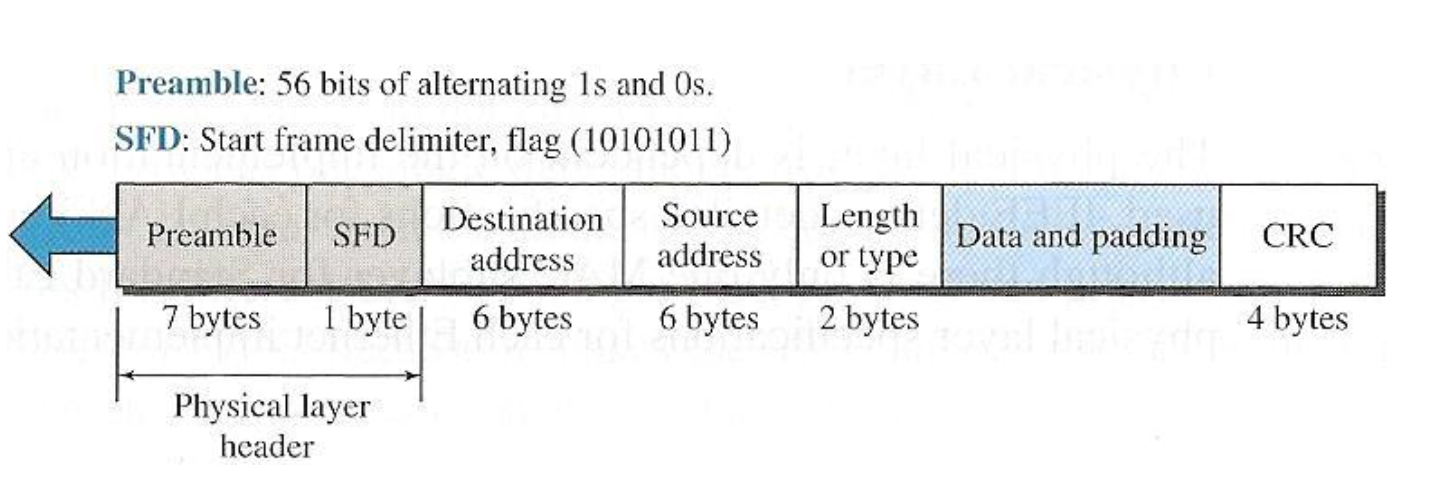 Preamble: 56 bits of alternating 1s and 0s.
SFD: Start frame delimiter, flag (10101011)
Preamble SFD Destination address Source address Length or type Data and padding CRC
7 bytes 1 byte 6 bytes 6 bytes 2 bytes 4 bytes
Physical layer
header